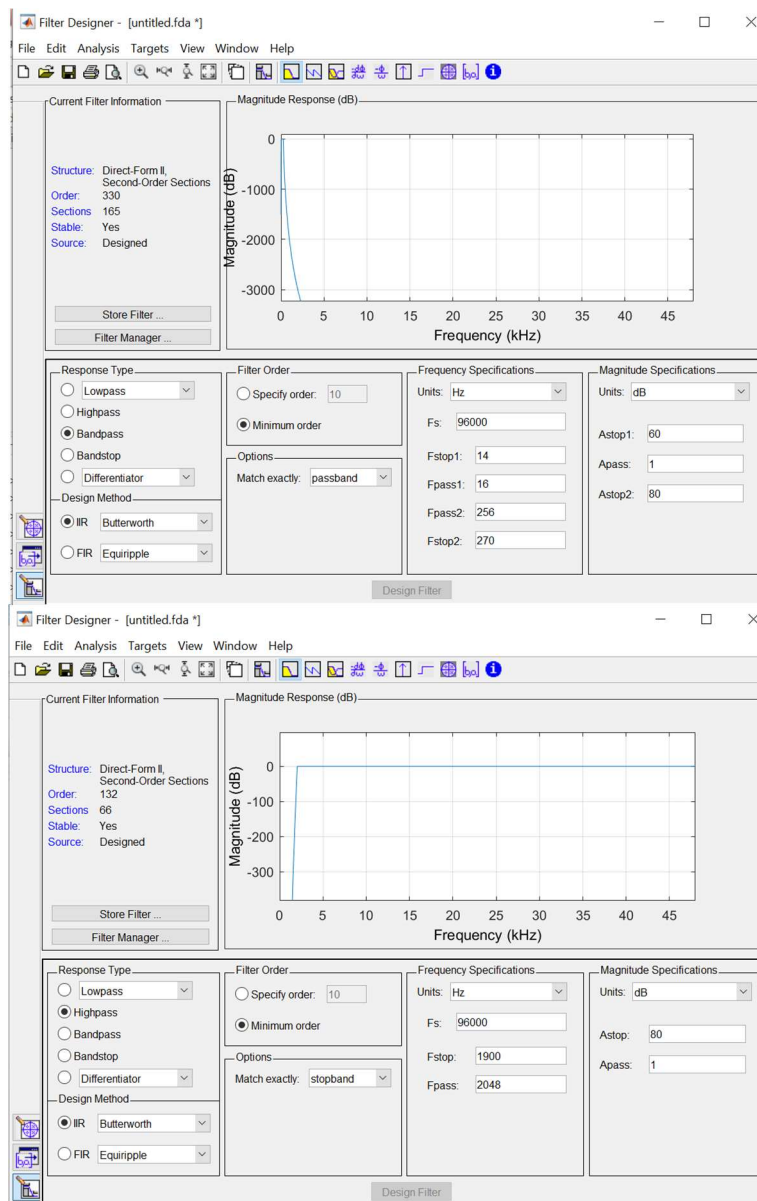 Filter Designer - [untitled.fda *]
File Edit Analysis Targets View Window Help
Current Filter Information
Structure: Direct-Form II,
Second-Order Sections
Order: 330
Sections 165
Stable: Yes
Source: Designed
Store Filter ...
Filter Manager ...
Magnitude Response (dB)
Magnitude (dB)
0
-1000
-2000
-3000
0 5 10 15 20 25 30 35 40 45
Frequency (kHz)
Response Type
Lowpass
Highpass
Bandpass
Bandstop
Differentiator
Design Method
IIR Butterworth
FIR Equiripple
Filter Order
Specify order: 10
Minimum order
Options
Match exactly: passband
Frequency Specifications
Units: Hz
Fs: 96000
Fstop1: 14
Fpass1: 16
Fpass2: 256
Fstop2: 270
Magnitude Specifications
Units: dB
Astop1: 60
Apass: 1
Astop2: 80
Design Filter
Filter Designer - [untitled.fda *]
File Edit Analysis Targets View Window Help
Current Filter Information
Structure: Direct-Form II,
Second-Order Sections
Order: 132
Sections 66
Stable: Yes
Source: Designed
Store Filter ...
Filter Manager ...
Magnitude Response (dB)
Magnitude (dB)
0
-100
-200
-300
0 5 10 15 20 25 30 35 40 45
Frequency (kHz)
Response Type
Lowpass
Highpass
Bandpass
Bandstop
Differentiator
Design Method
IIR Butterworth
FIR Equiripple
Filter Order
Specify order: 10
Minimum order
Options
Match exactly: stopband
Frequency Specifications
Units: Hz
Fs: 96000
Fstop: 1900
Fpass: 2048
Magnitude Specifications
Units: dB
Astop: 80
Apass: 1
Design Filter